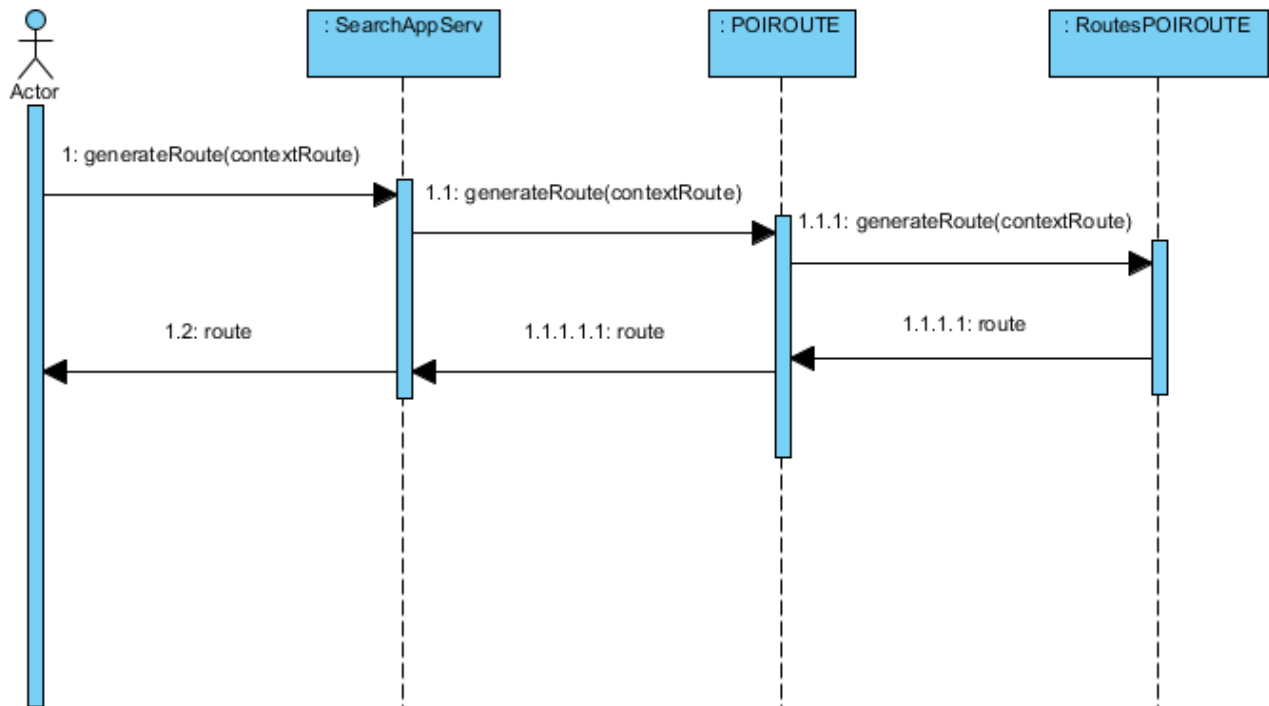 : SearchAppServ
: POIROUTE
: RoutesPOIROUTE
Actor
1: generateRoute(contextRoute)
1.1: generateRoute(contextRoute)
1.1.1: generateRoute(contextRoute)
1.2: route
1.1.1.1.1: route
1.1.1.1: route